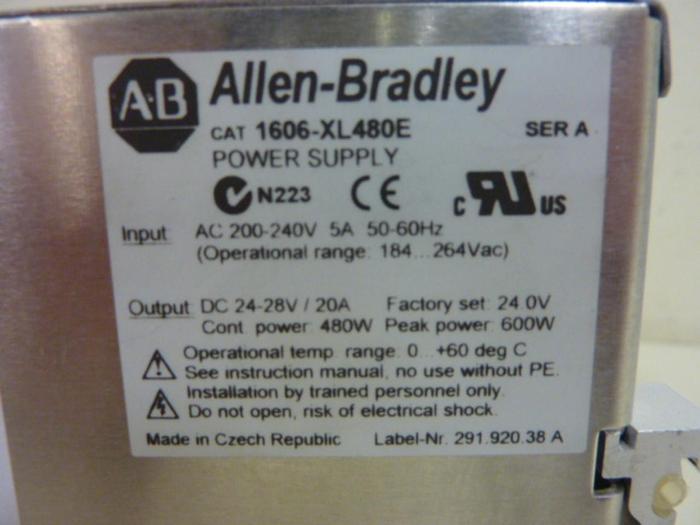 A·B Allen-Bradley
CAT 1606-XL480E SER A
POWER SUPPLY
N223 CE c RU US
Input: AC 200-240V 5A 50-60Hz
(Operational range: 184...264Vac)
Output: DC 24-28V / 20A Factory set: 24.0V
Cont. power: 480W Peak power: 600W
Operational temp. range: 0...+60 deg C
See instruction manual, no use without PE.
Installation by trained personnel only.
Do not open, risk of electrical shock.
Made in Czech Republic Label-Nr. 291.920.38 A